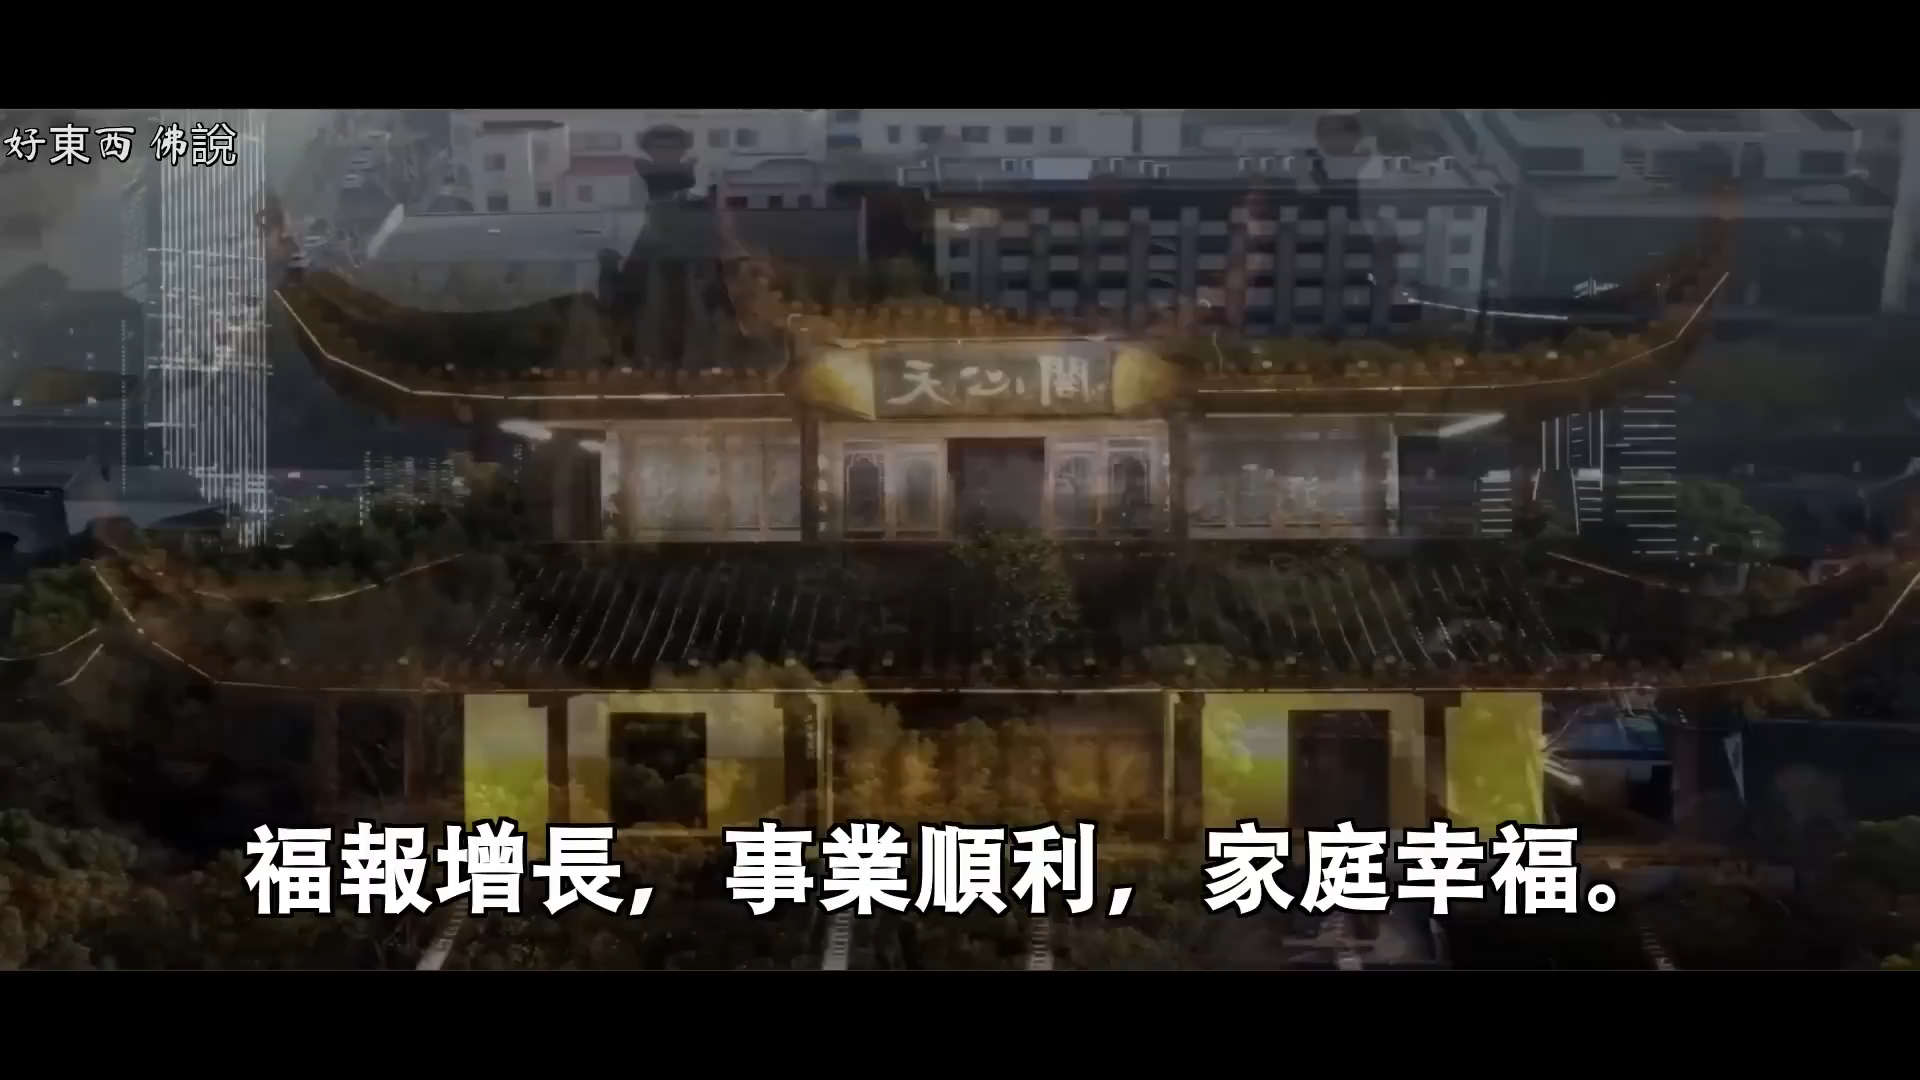 好東西 佛說
天心阁
福報增長，事業順利，家庭幸福。